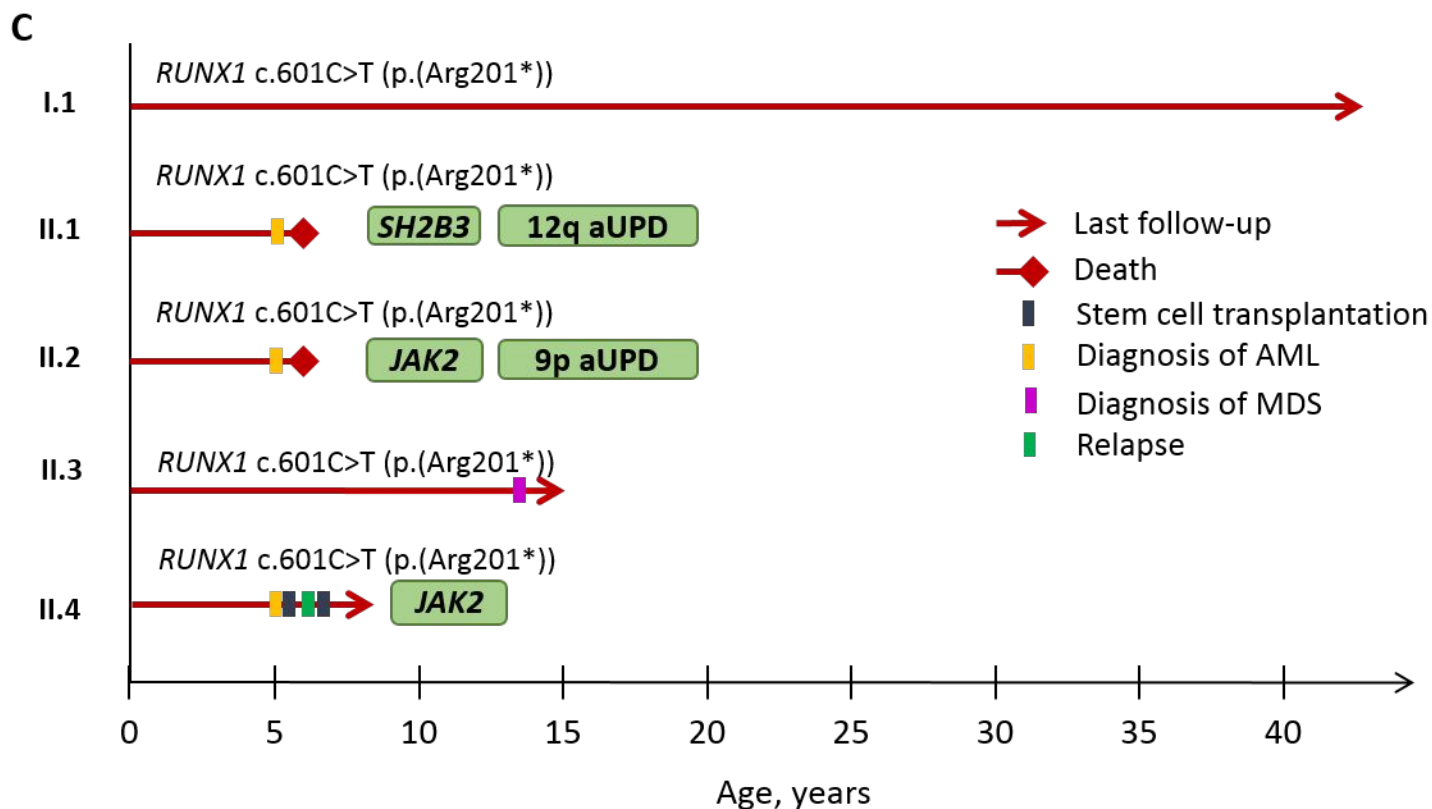 C
RUNX1 c.601C>T (p.(Arg201*))
I.1
RUNX1 c.601C>T (p.(Arg201*))
II.1 SH2B3 12q aUPD
RUNX1 c.601C>T (p.(Arg201*))
II.2 JAK2 9p aUPD
RUNX1 c.601C>T (p.(Arg201*))
II.3
RUNX1 c.601C>T (p.(Arg201*))
II.4 JAK2
Last follow-up
Death
Stem cell transplantation
Diagnosis of AML
Diagnosis of MDS
Relapse
0 5 10 15 20 25 30 35 40
Age, years